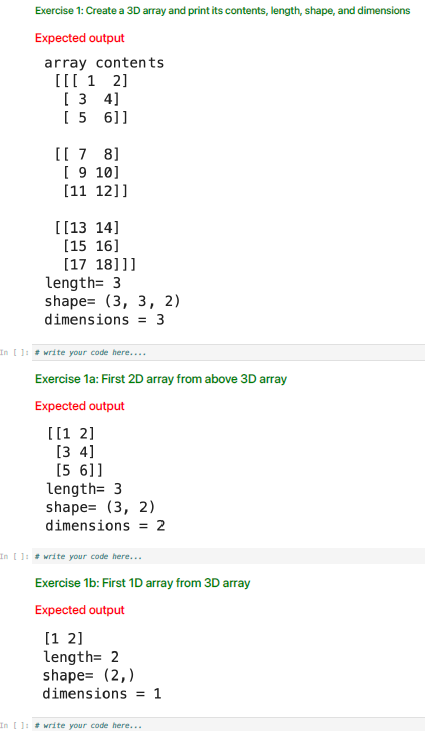 Exercise 1: Create a 3D array and print its contents, length, shape, and dimensions
Expected output
array contents
[[[ 1  2]
[ 3  4]
[ 5  6]]
[[ 7  8]
[ 9 10]
[11 12]]
[[13 14]
[15 16]
[17 18]]]
length= 3
shape= (3, 3, 2)
dimensions = 3
In [ ]: # write your code here....
Exercise 1a: First 2D array from above 3D array
Expected output
[[1 2]
[3 4]
[5 6]]
length= 3
shape= (3, 2)
dimensions = 2
In [ ]: # write your code here...
Exercise 1b: First 1D array from 3D array
Expected output
[1 2]
length= 2
shape= (2,)
dimensions = 1
In [ ]: # write your code here...